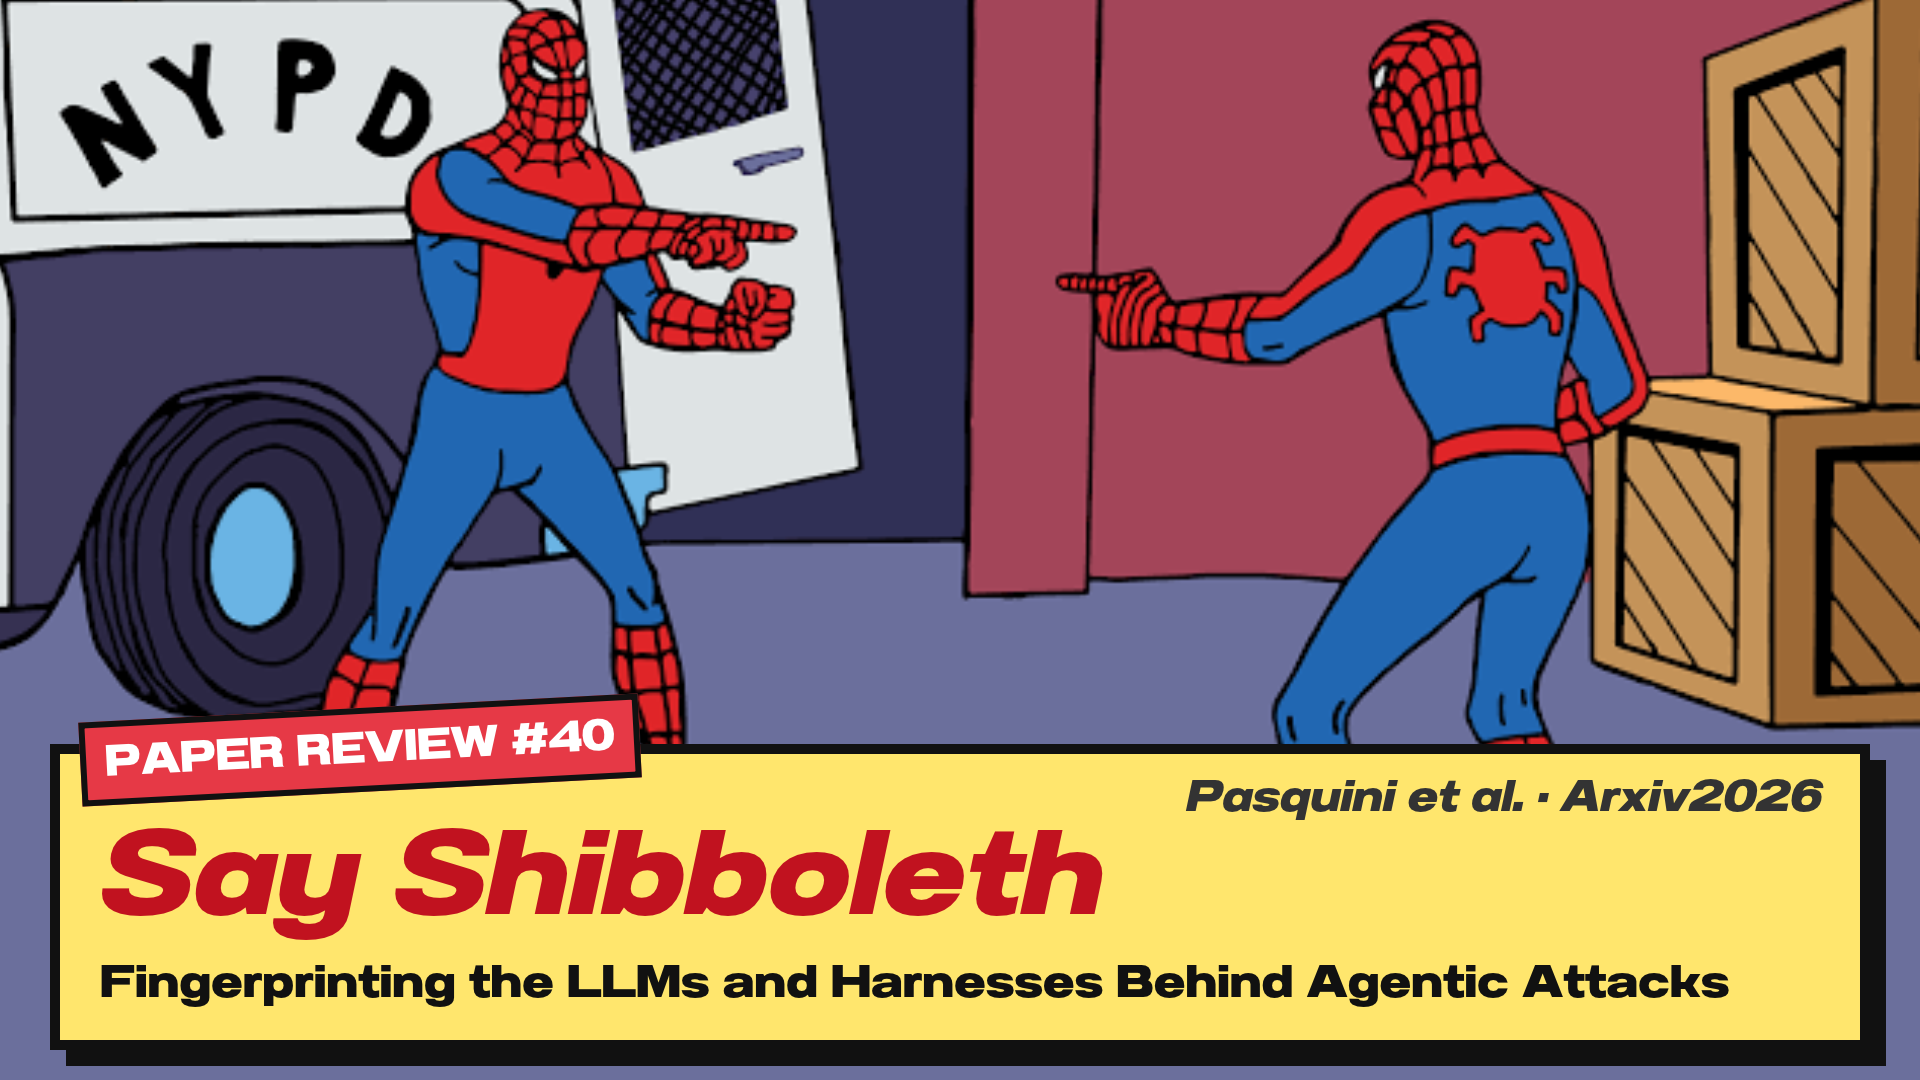 NYPD
PAPER REVIEW #40
Pasquini et al. · Arxiv2026
Say Shibboleth
Fingerprinting the LLMs and Harnesses Behind Agentic Attacks